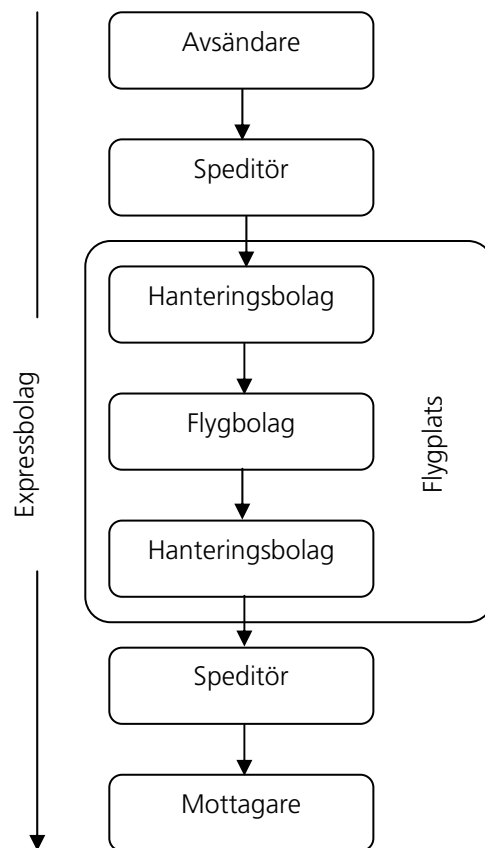 Avsändare
Speditör
Hanteringsbolag
Flygbolag
Hanteringsbolag
Speditör
Mottagare
Expressbolag
Flygplats